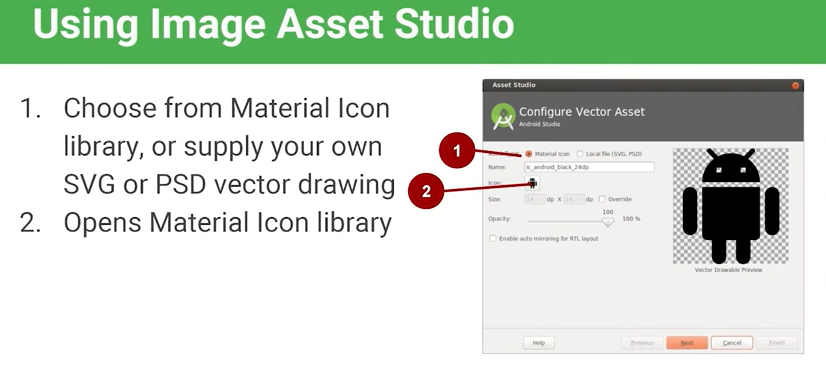 Using Image Asset Studio
1. Choose from Material Icon
library, or supply your own
SVG or PSD vector drawing
2. Opens Material Icon library
Asset Studio
Configure Vector Asset
Android Studio
1
Material Icon Local file (SVG, PSD)
Name: ic_android_black_24dp
2
Icon:
Size: 24 dp X 24 dp Override
100
Opacity: 100 %
Enable auto mirroring for RTL layout
Vector Drawable Preview
Help Previous Next Cancel Finish